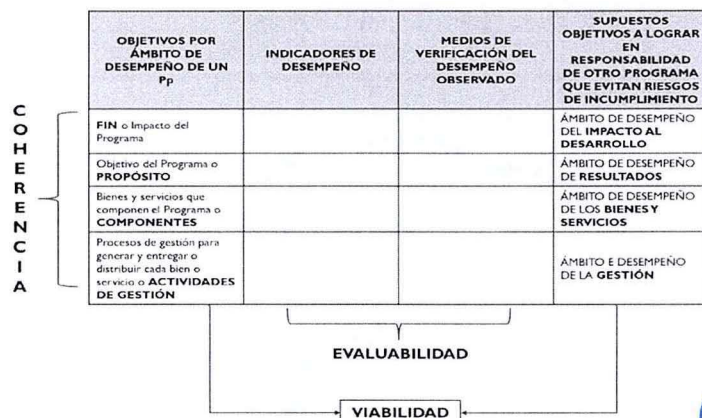 OBJETIVOS POR
ÁMBITO DE
DESEMPEÑO DE UN
Pp
INDICADORES DE
DESEMPEÑO
MEDIOS DE
VERIFICACIÓN DEL
DESEMPEÑO
OBSERVADO
SUPUESTOS
OBJETIVOS A LOGRAR
EN
RESPONSABILIDAD
DE OTRO PROGRAMA
QUE EVITAN RIESGOS
DE INCUMPLIMIENTO
COHERENCIA
FIN o Impacto del
Programa
ÁMBITO DE DESEMPEÑO
DEL IMPACTO AL
DESARROLLO
Objetivo del Programa o
PROPÓSITO
ÁMBITO DE DESEMPEÑO
DE RESULTADOS
Bienes y servicios que
componen el Programa o
COMPONENTES
ÁMBITO DE DESEMPEÑO
DE LOS BIENES Y
SERVICIOS
Procesos de gestión para
generar y entregar o
distribuir cada bien o
servicio o ACTIVIDADES
DE GESTIÓN
ÁMBITO E DESEMPEÑO
DE LA GESTIÓN
EVALUABILIDAD
VIABILIDAD